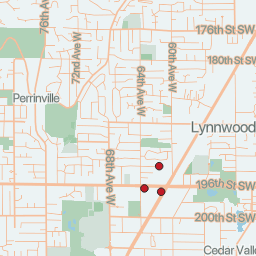 76th Ave W
72nd Ave W
64th Ave W
60th Ave W
176th St SW
180th St SW
Perrinville
Lynnwood
68th Ave W
196th St SW
200th St SW
Cedar Valle